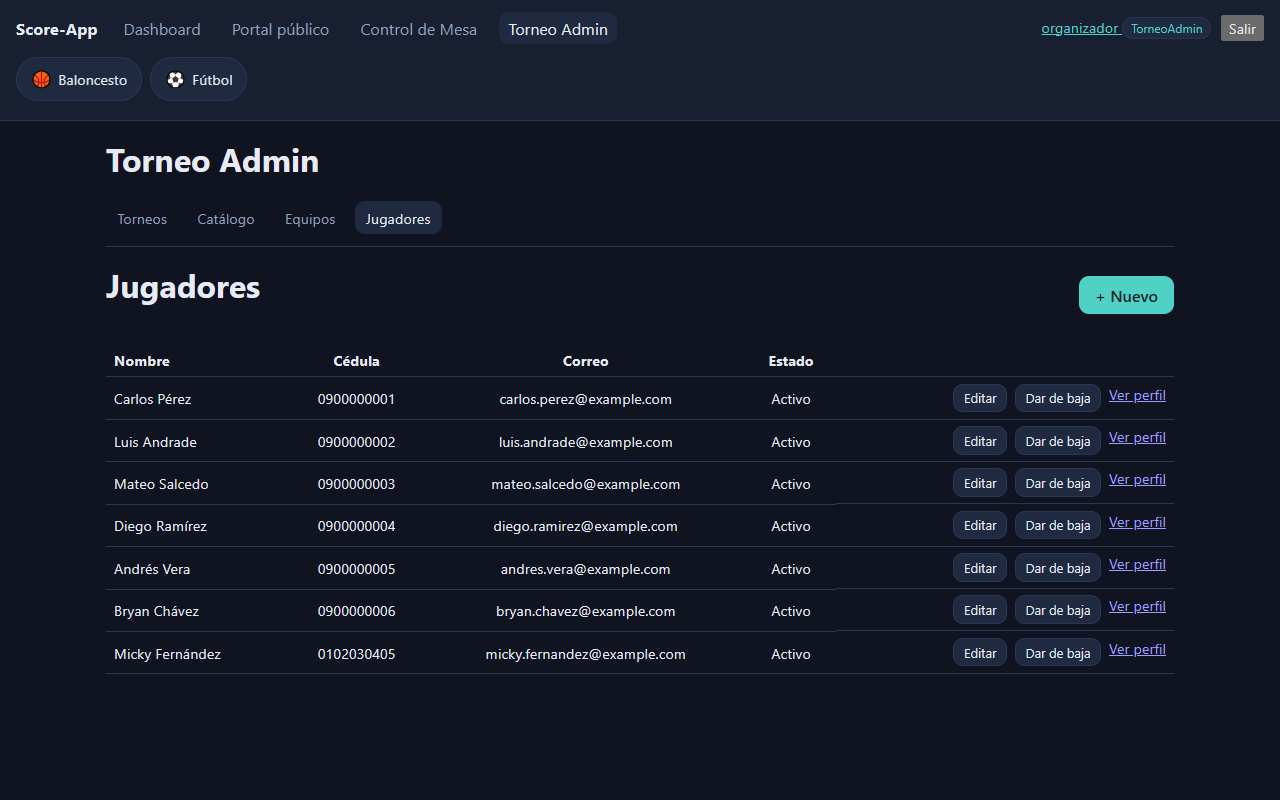 Score-App Dashboard Portal público Control de Mesa Torneo Admin organizador TorneoAdmin Salir
Baloncesto Fútbol
Torneo Admin
Torneos Catálogo Equipos Jugadores
Jugadores
+ Nuevo
Nombre Cédula Correo Estado
Carlos Pérez 0900000001 carlos.perez@example.com Activo Editar Dar de baja Ver perfil
Luis Andrade 0900000002 luis.andrade@example.com Activo Editar Dar de baja Ver perfil
Mateo Salcedo 0900000003 mateo.salcedo@example.com Activo Editar Dar de baja Ver perfil
Diego Ramírez 0900000004 diego.ramirez@example.com Activo Editar Dar de baja Ver perfil
Andrés Vera 0900000005 andres.vera@example.com Activo Editar Dar de baja Ver perfil
Bryan Chávez 0900000006 bryan.chavez@example.com Activo Editar Dar de baja Ver perfil
Micky Fernández 0102030405 micky.fernandez@example.com Activo Editar Dar de baja Ver perfil